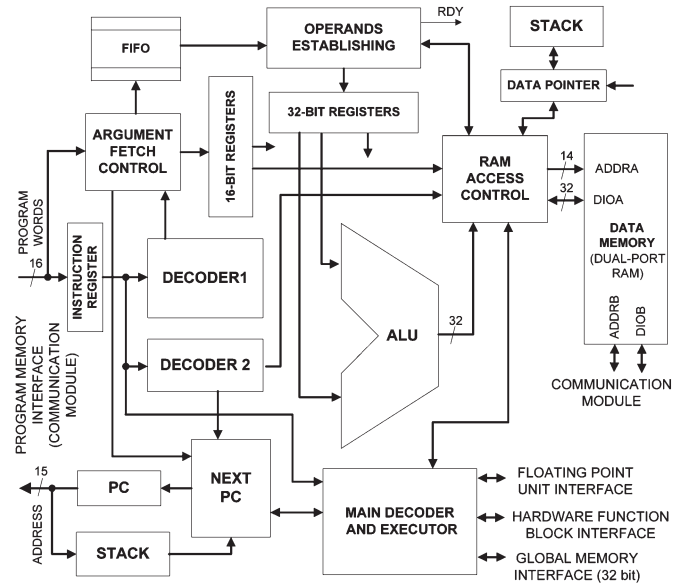 RDY
OPERANDS
ESTABLISHING
STACK
FIFO
DATA POINTER
16-BIT REGISTERS
32-BIT REGISTERS
ARGUMENT
FETCH
CONTROL
RAM
ACCESS
CONTROL
14
ADDRA
32
DIOA
DATA
MEMORY
(DUAL-PORT
RAM)
ADDRB
DIOB
COMMUNICATION
MODULE
PROGRAM
WORDS
16
INSTRUCTION
REGISTER
DECODER1
ALU
32
DECODER 2
PROGRAM MEMORY
INTERFACE
(COMMUNICATION
MODULE)
15
PC
NEXT
PC
ADDRESS
STACK
MAIN DECODER
AND EXECUTOR
FLOATING POINT
UNIT INTERFACE
HARDWARE FUNCTION
BLOCK INTERFACE
GLOBAL MEMORY
INTERFACE (32 bit)